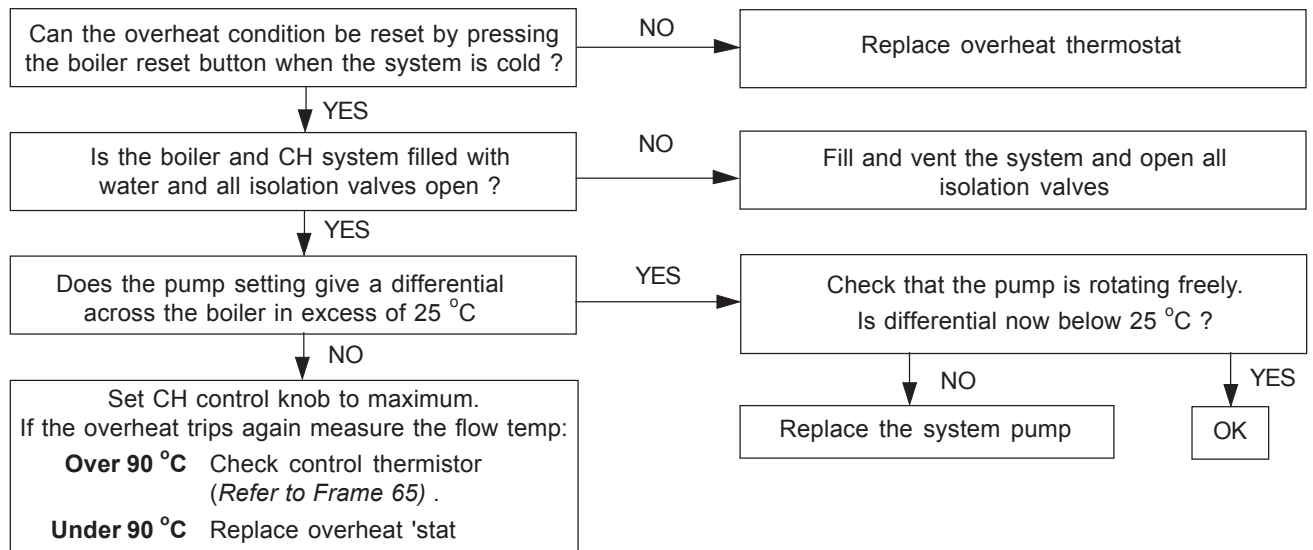 Can the overheat condition be reset by pressing
the boiler reset button when the system is cold ?
NO
Replace overheat thermostat
YES
Is the boiler and CH system filled with
water and all isolation valves open ?
NO
Fill and vent the system and open all
isolation valves
YES
Does the pump setting give a differential
across the boiler in excess of 25 °C
YES
Check that the pump is rotating freely.
Is differential now below 25 °C ?
NO
Set CH control knob to maximum.
If the overheat trips again measure the flow temp:
Over 90 °C Check control thermistor
(Refer to Frame 65) .
Under 90 °C Replace overheat 'stat
NO
Replace the system pump
YES
OK